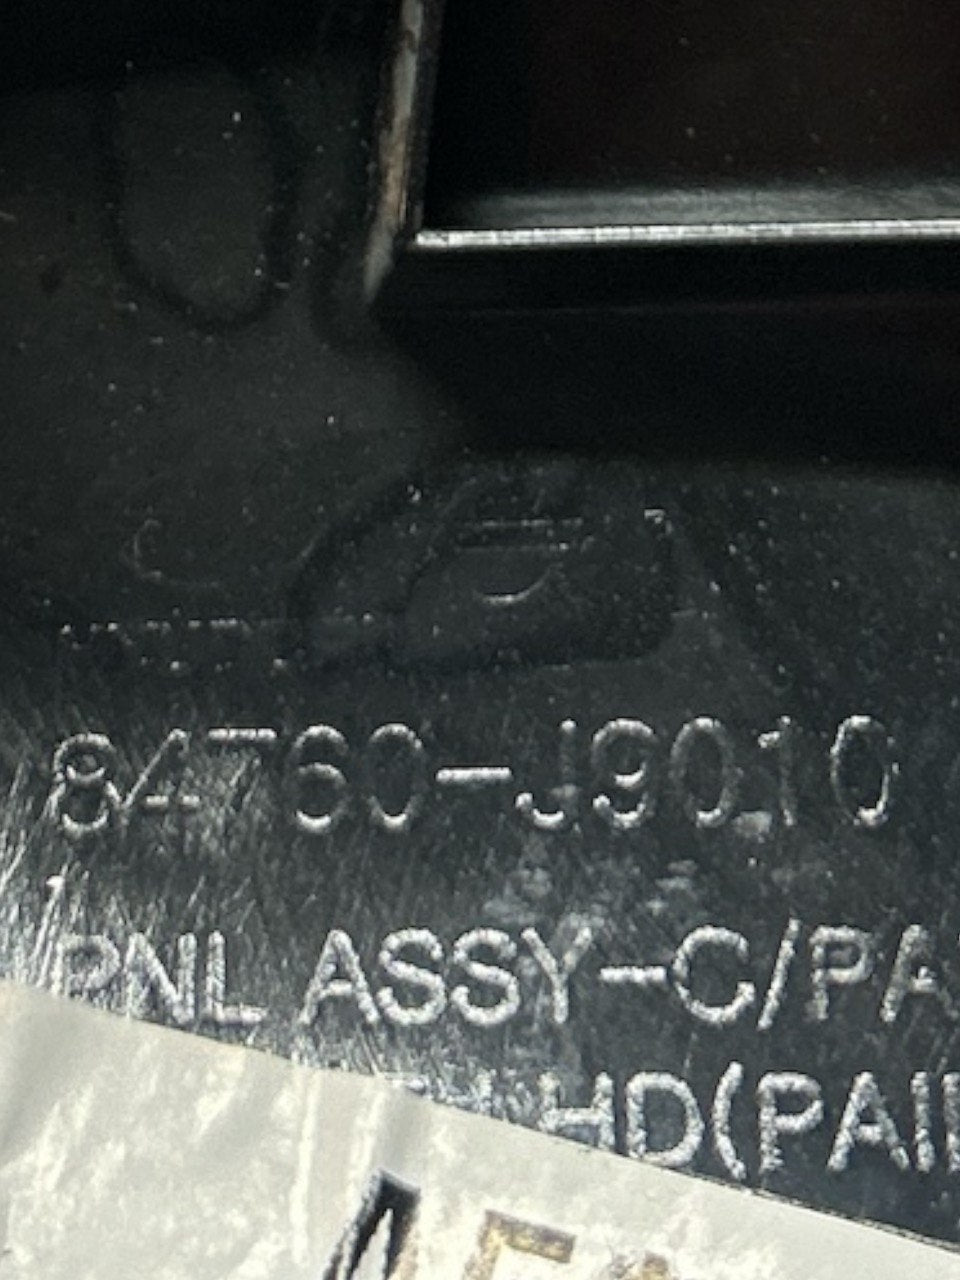 84760-J9010
PNL ASSY-C/PA
HD(PAI